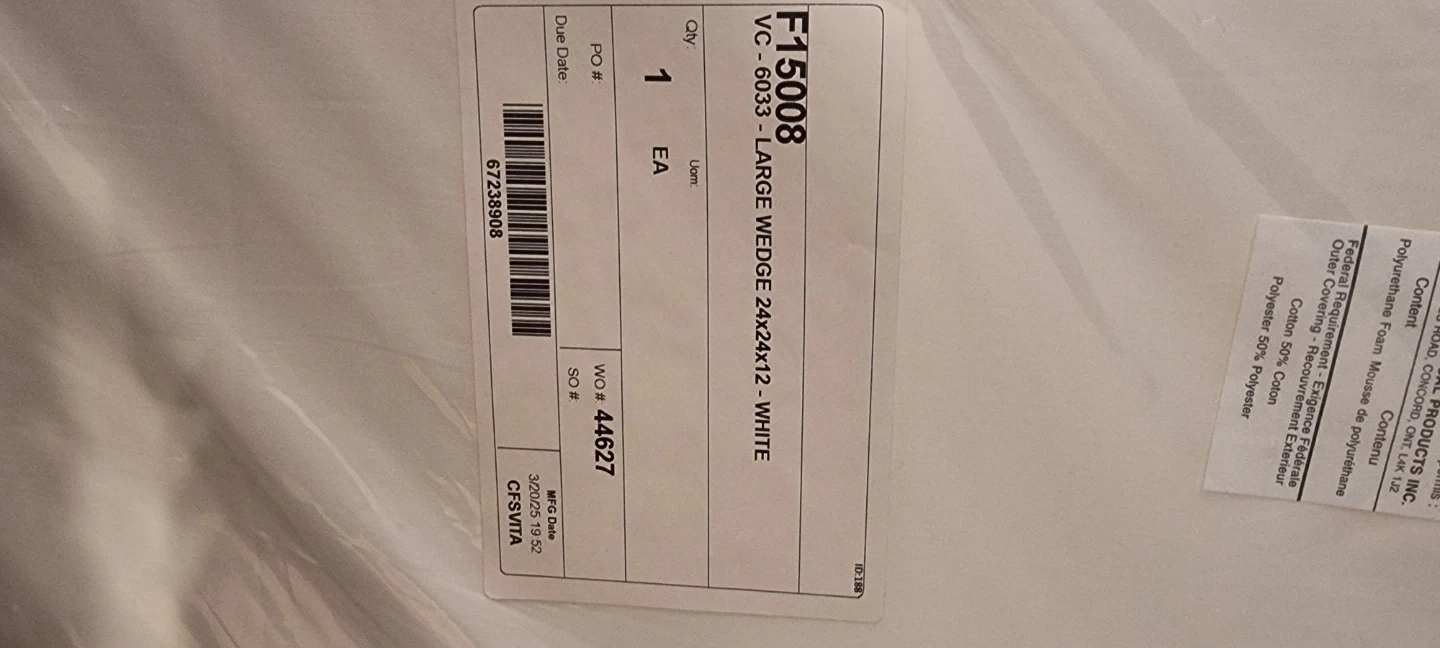 ID:188
F15008
VC - 6033 - LARGE WEDGE 24x24x12 - WHITE
Qty: Uom:
1 EA
PO #: WO #: 44627
SO #:
Due Date:
67238908
MFG Date
3/20/25 19:52
CFSVITA
PRODUCTS INC.
ROAD, CONCORD, ONT. L4K 1J2
Content Contenu
Polyurethane Foam Mousse de polyuréthane
Federal Requirement - Exigence Fédérale
Outer Covering - Recouvrement Exterieur
Cotton 50% Coton
Polyester 50% Polyester